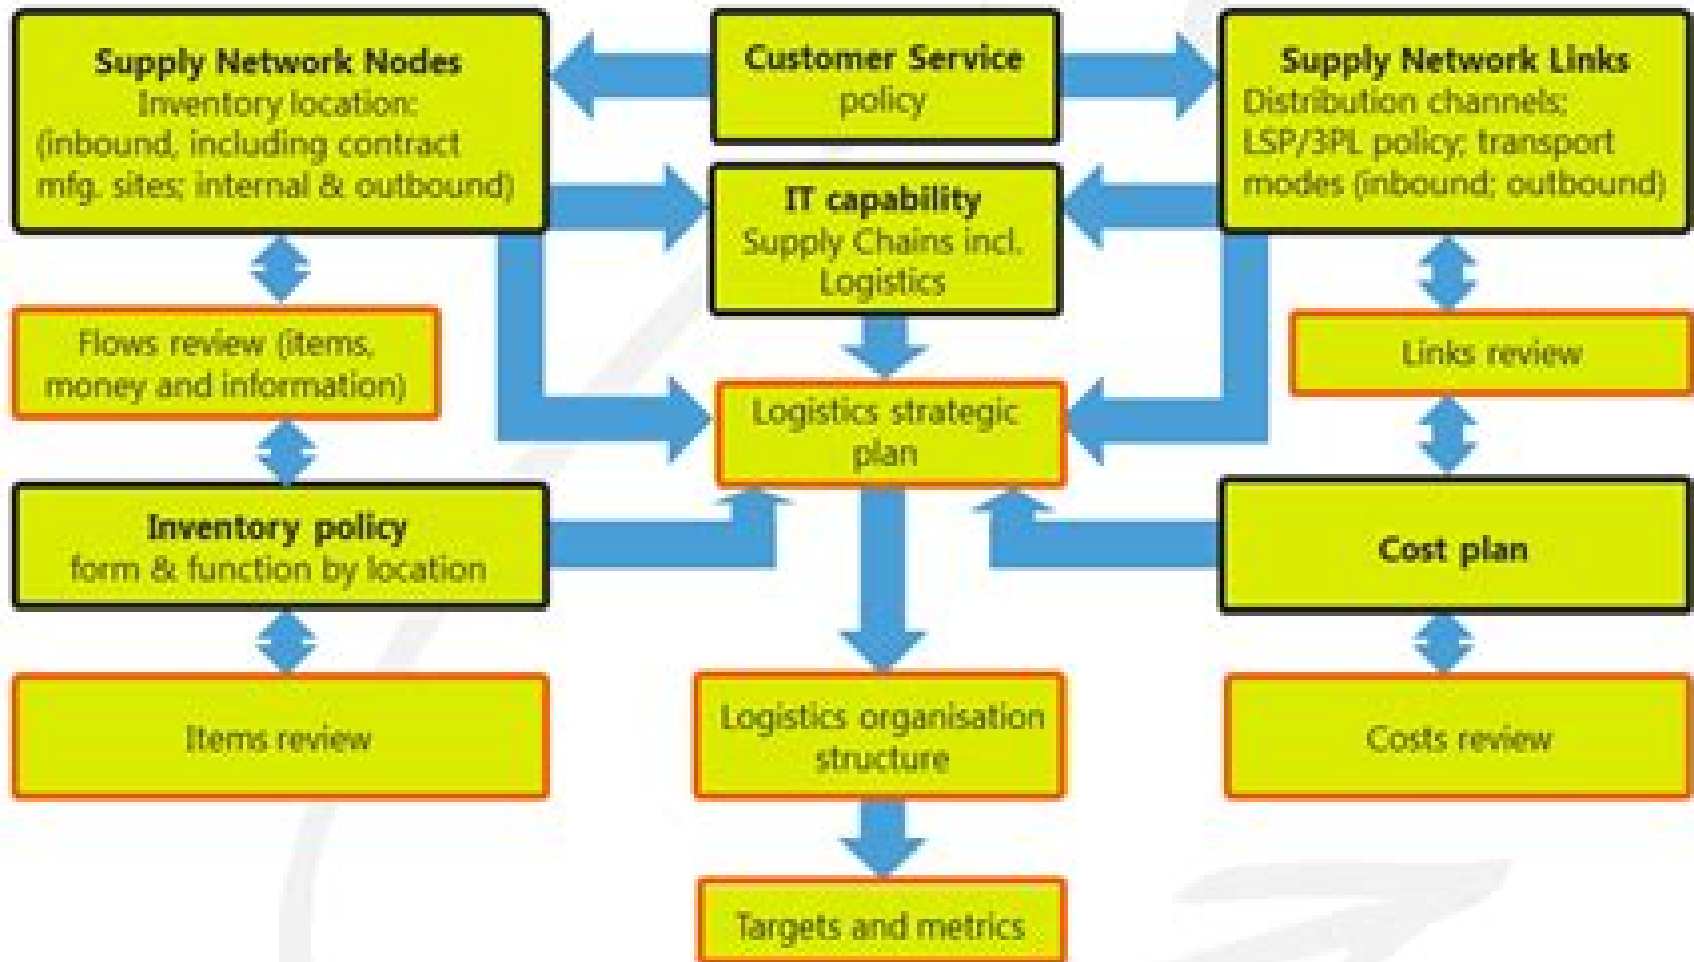 Supply Network Nodes
Inventory location:
(inbound, including contract
mfg. sites; internal & outbound)
Customer Service
policy
Supply Network Links
Distribution channels;
LSP/3PL policy; transport
modes (inbound; outbound)
IT capability
Supply Chains incl.
Logistics
Flows review (items,
money and information)
Logistics strategic
plan
Links review
Inventory policy
form & function by location
Cost plan
Items review
Logistics organisation
structure
Costs review
Targets and metrics